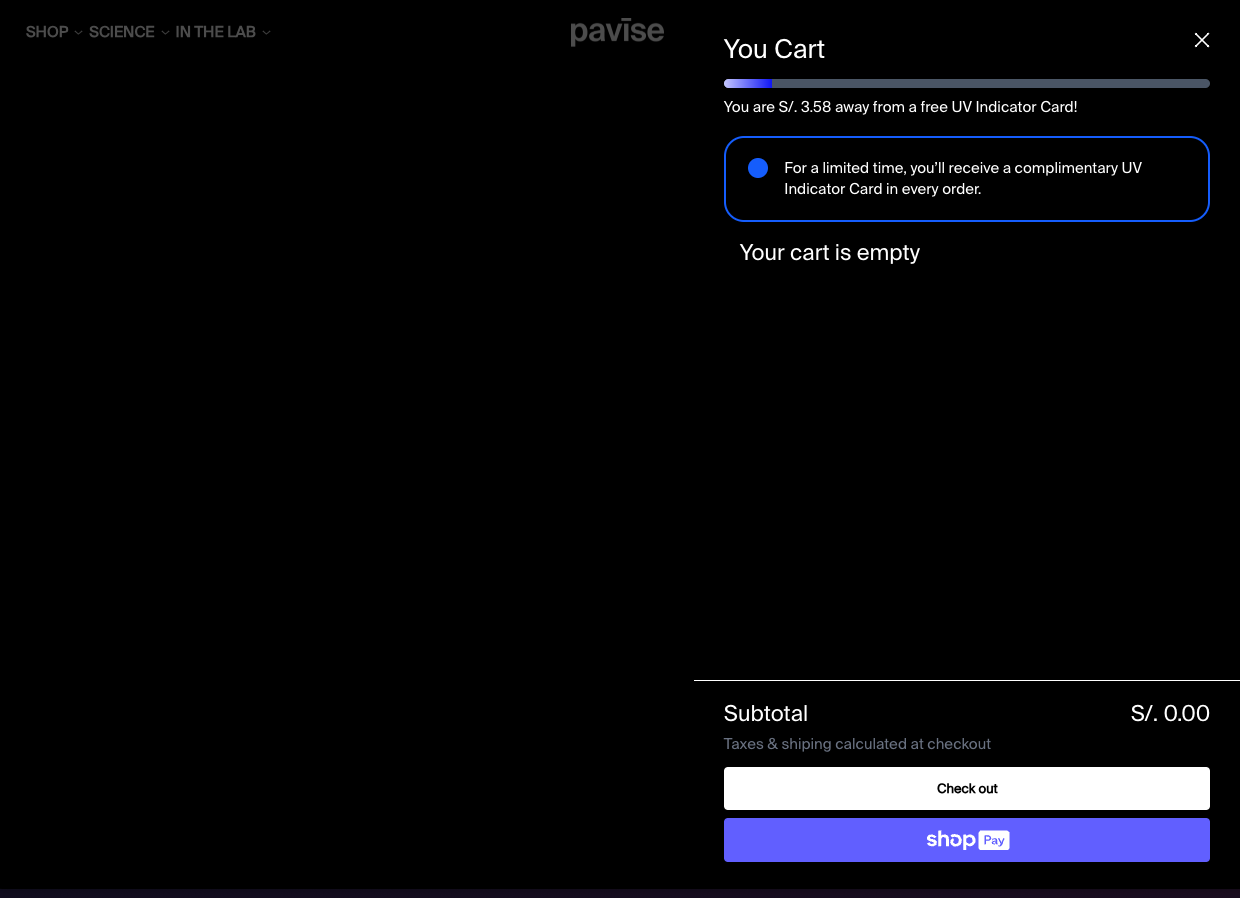 SHOP SCIENCE IN THE LAB
pavīse
You Cart
You are S/. 3.58 away from a free UV Indicator Card!
For a limited time, you’ll receive a complimentary UV
Indicator Card in every order.
Your cart is empty
Subtotal S/. 0.00
Taxes & shiping calculated at checkout
Check out
shop Pay